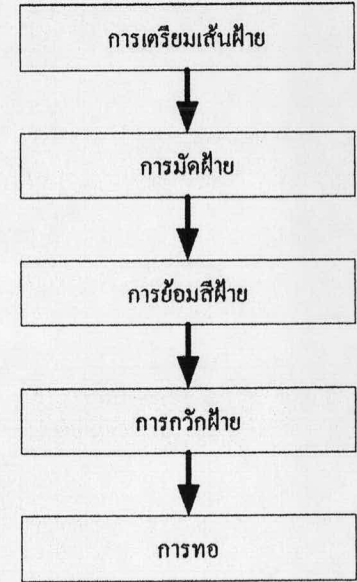 การเตรียมเส้นฝ้าย
การมัดฝ้าย
การย้อมสีฝ้าย
การกวักฝ้าย
การทอ